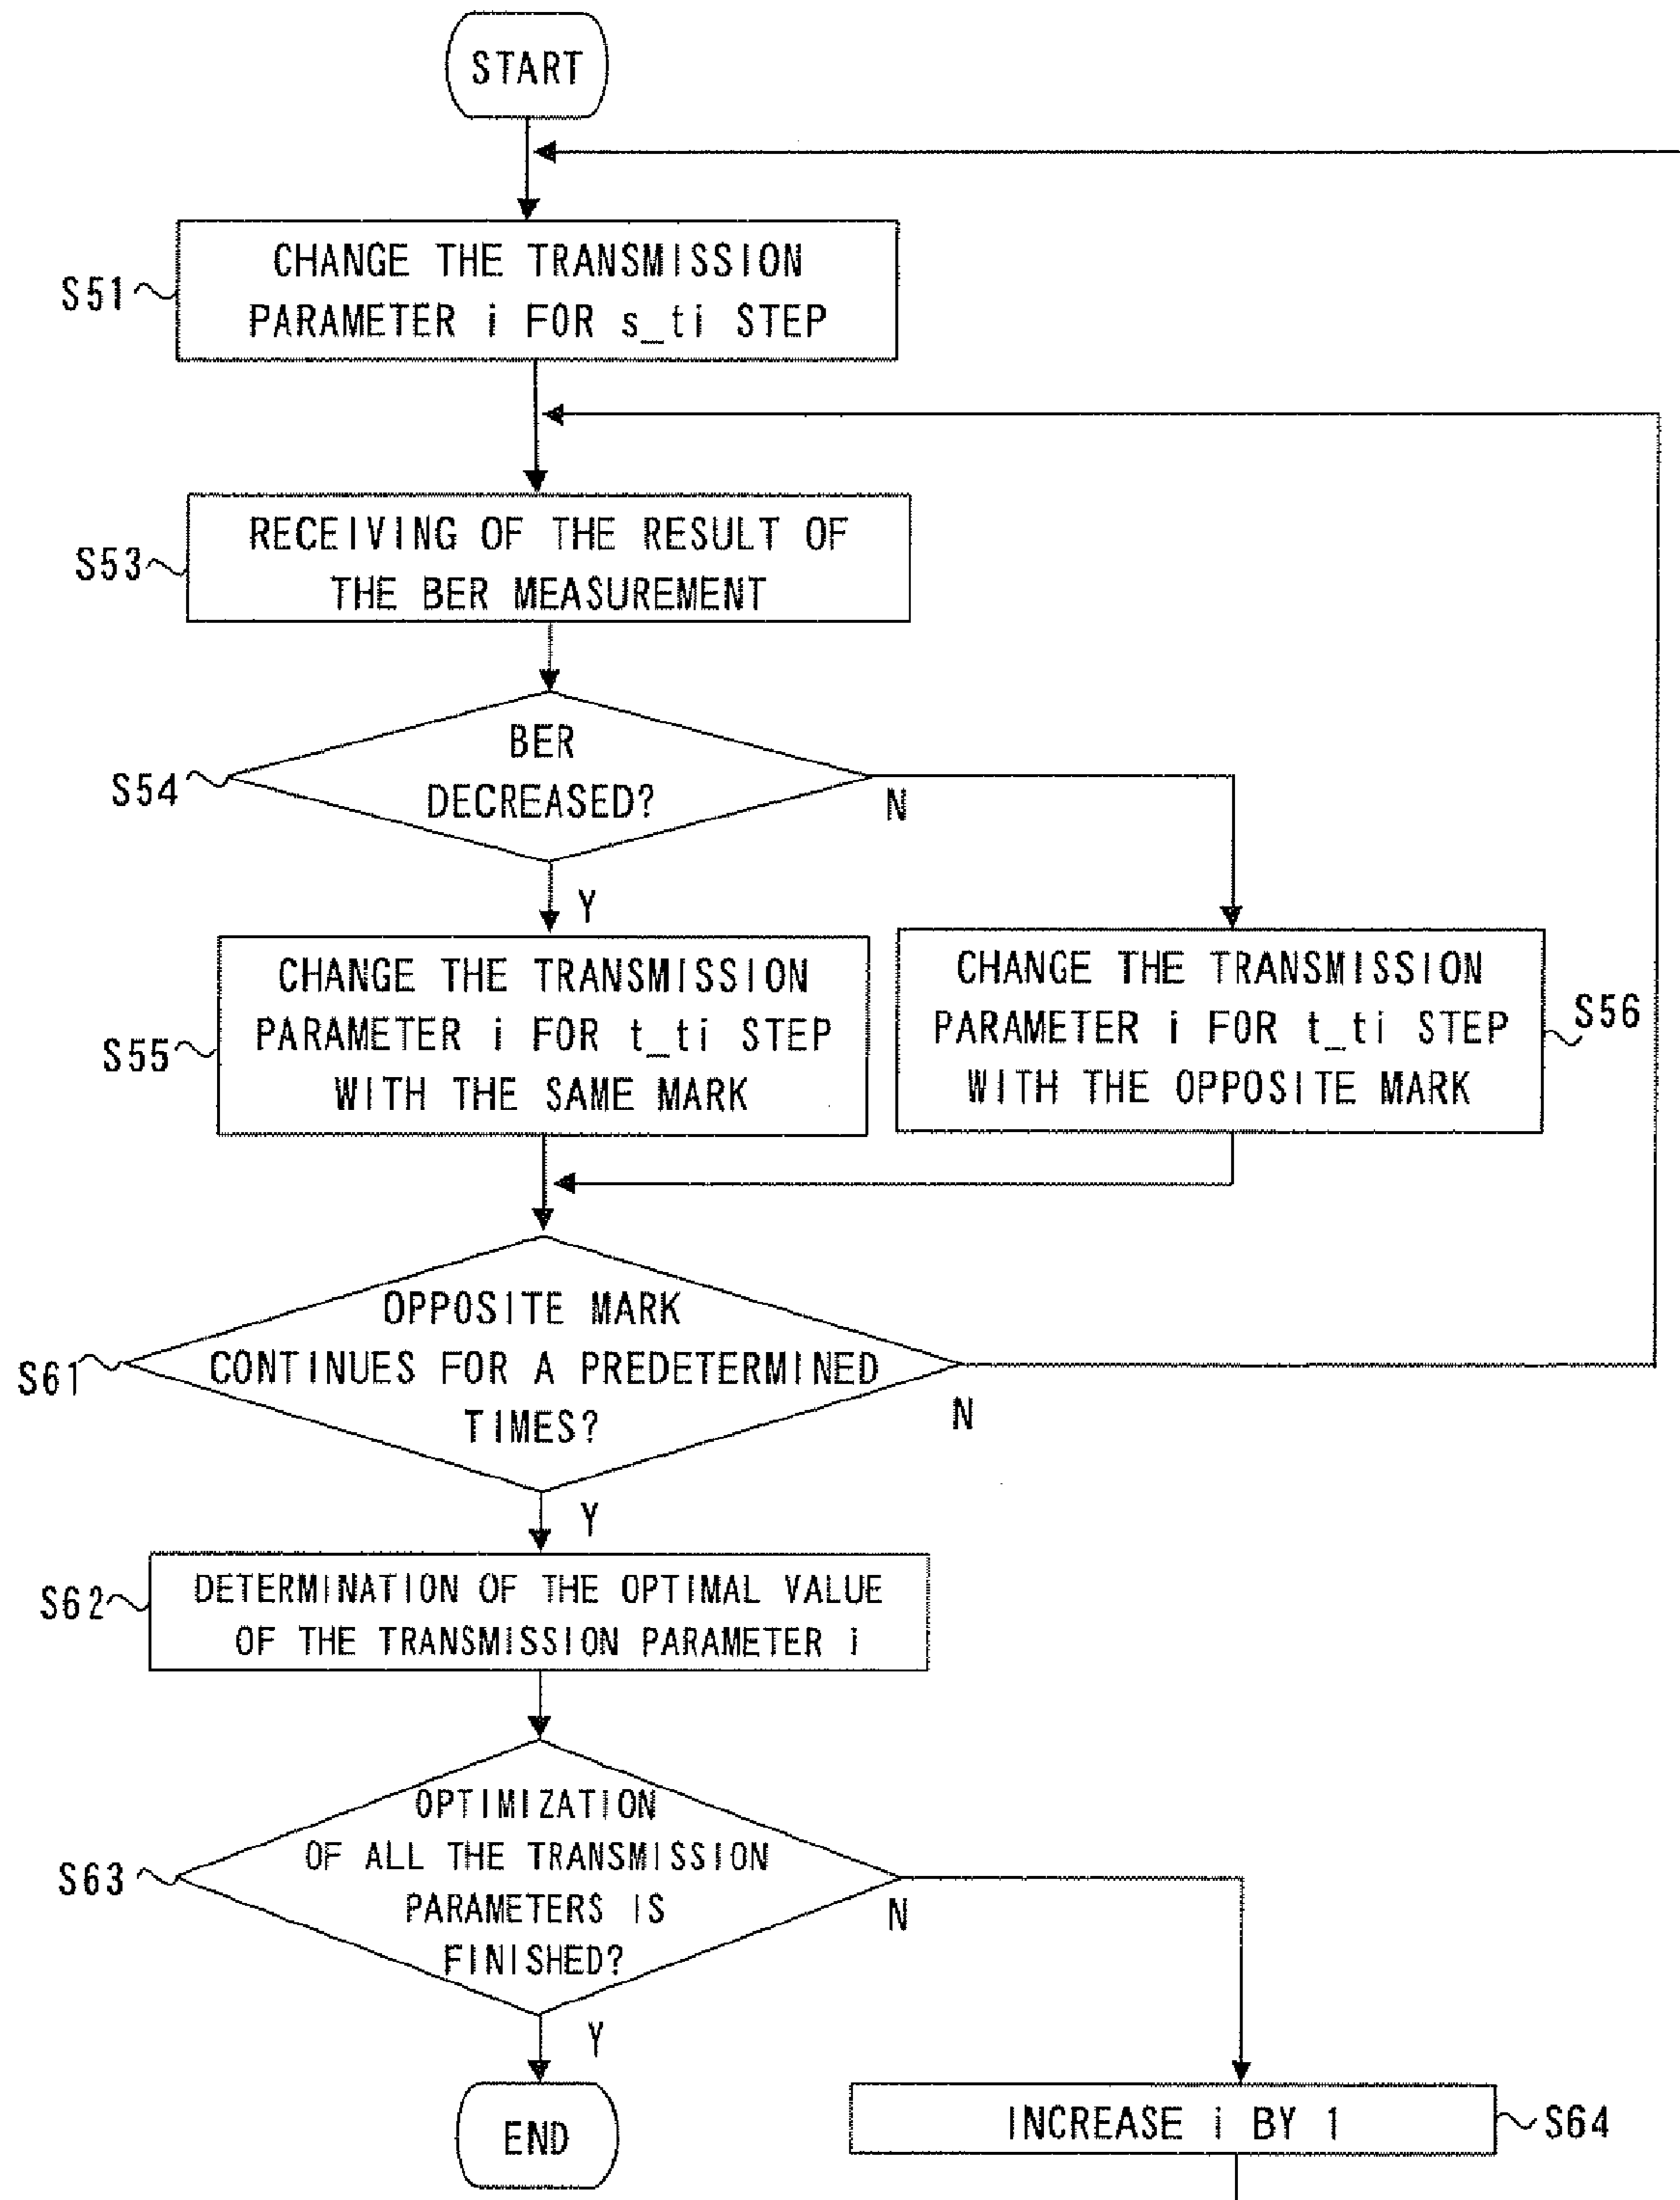 START
S51
CHANGE THE TRANSMISSION
PARAMETER i FOR s_ti STEP
S53
RECEIVING OF THE RESULT OF
THE BER MEASUREMENT
S54
BER
DECREASED?
N
Y
S55
CHANGE THE TRANSMISSION
PARAMETER i FOR t_ti STEP
WITH THE SAME MARK
CHANGE THE TRANSMISSION
PARAMETER i FOR t_ti STEP
WITH THE OPPOSITE MARK
S56
S61
OPPOSITE MARK
CONTINUES FOR A PREDETERMINED
TIMES?
N
Y
S62
DETERMINATION OF THE OPTIMAL VALUE
OF THE TRANSMISSION PARAMETER i
S63
OPTIMIZATION
OF ALL THE TRANSMISSION
PARAMETERS IS
FINISHED?
N
Y
END
INCREASE i BY 1
S64